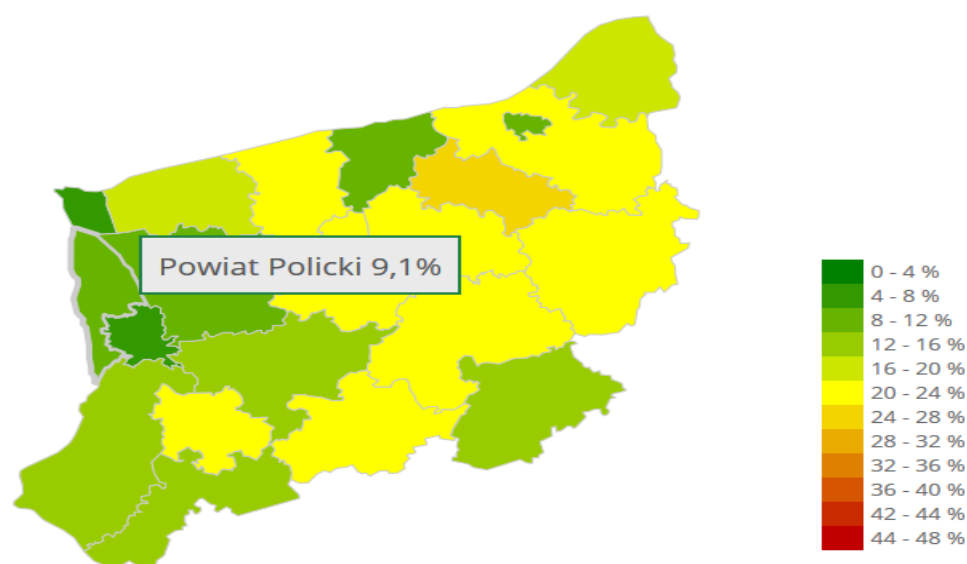 Powiat Policki 9,1%
0 - 4 %
4 - 8 %
8 - 12 %
12 - 16 %
16 - 20 %
20 - 24 %
24 - 28 %
28 - 32 %
32 - 36 %
36 - 40 %
42 - 44 %
44 - 48 %